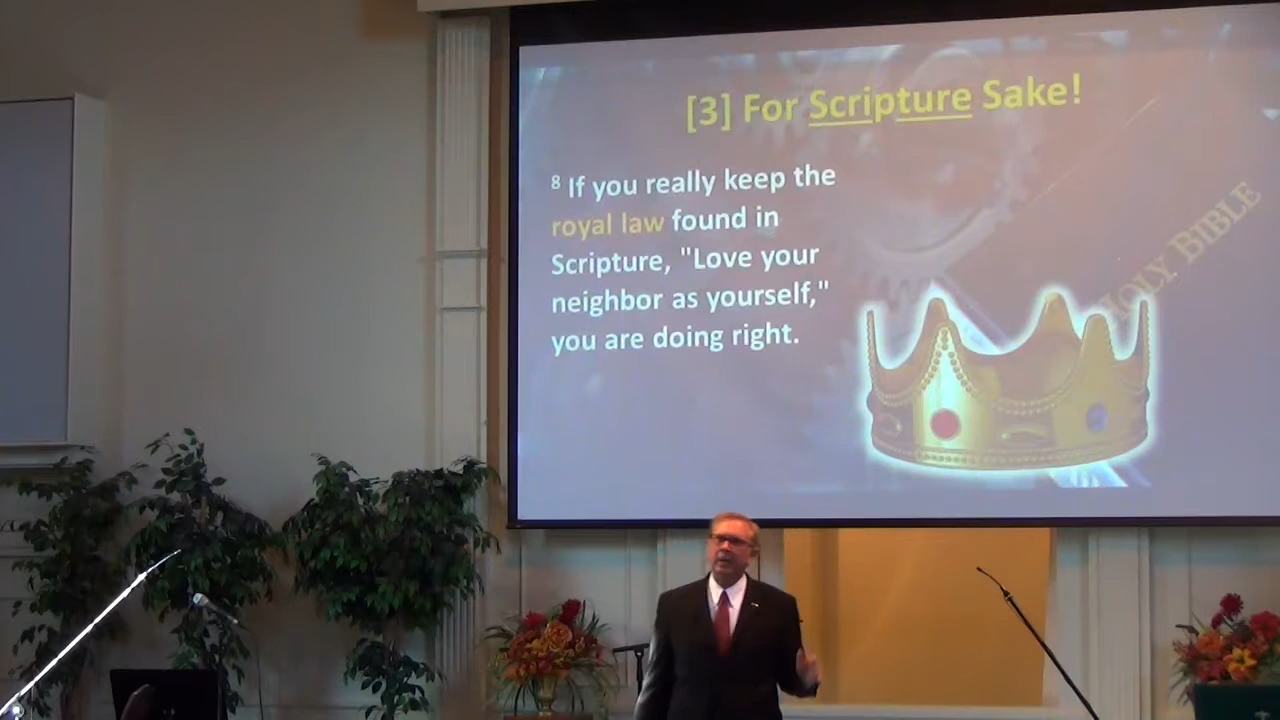 [3] For Scripture Sake!
8 If you really keep the
royal law found in
Scripture, "Love your
neighbor as yourself,"
you are doing right.
HOLY BIBLE